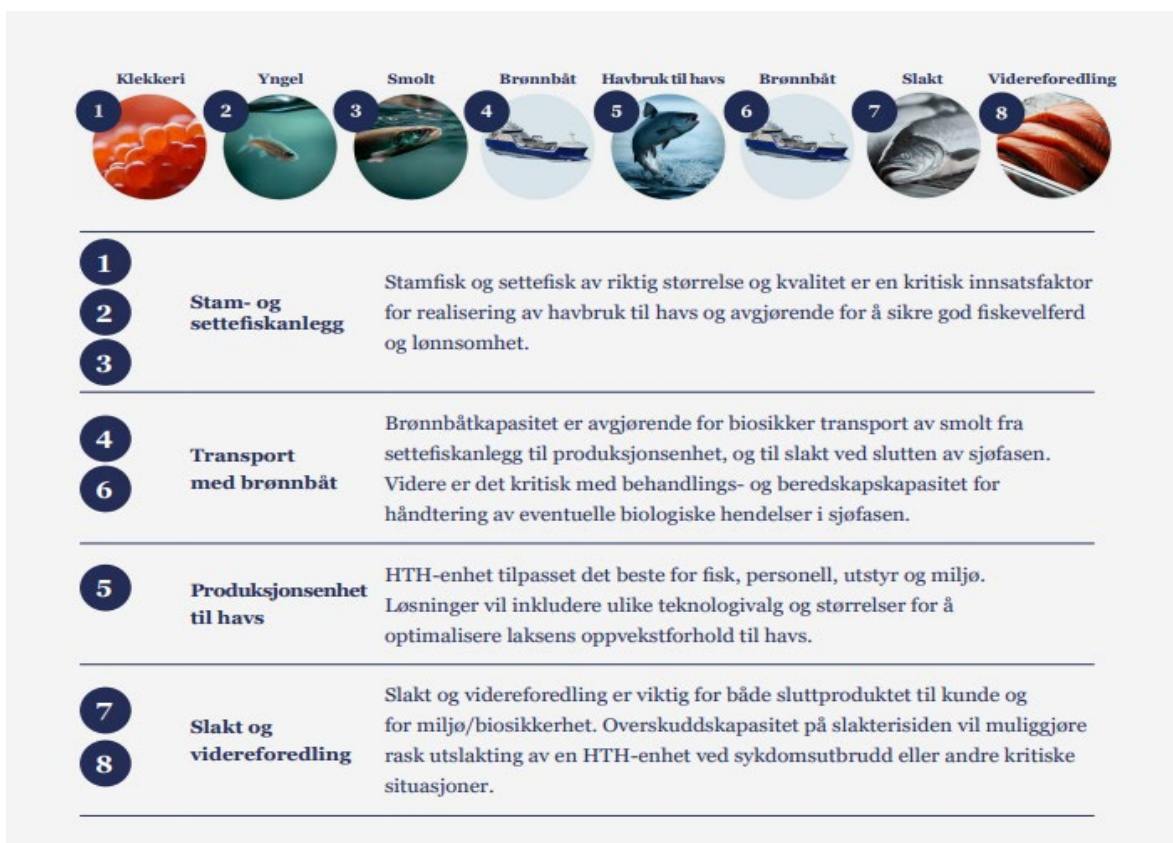 Klekkeri Yngel Smolt Brønnbåt Havbruk til havs Brønnbåt Slakt Videreforedling
1 2 3 4 5 6 7 8
1
2
3
Stam- og
settefiskanlegg
Stamfisk og settefisk av riktig størrelse og kvalitet er en kritisk innsatsfaktor
for realisering av havbruk til havs og avgjørende for å sikre god fiskevelferd
og lønnsomhet.
4
6
Transport
med brønnbåt
Brønnbåtkapasitet er avgjørende for biosikker transport av smolt fra
settefiskanlegg til produksjonsenhet, og til slakt ved slutten av sjøfasen.
Videre er det kritisk med behandlings- og beredskapskapasitet for
håndtering av eventuelle biologiske hendelser i sjøfasen.
5
Produksjonsenhet
til havs
HTH-enhet tilpasset det beste for fisk, personell, utstyr og miljø.
Løsninger vil inkludere ulike teknologivalg og størrelser for å
optimalisere laksens oppvekstforhold til havs.
7
8
Slakt og
videreforedling
Slakt og videreforedling er viktig for både sluttproduktet til kunde og
for miljø/biosikkerhet. Overskuddskapasitet på slakterisiden vil muliggjøre
rask utslakting av en HTH-enhet ved sykdomsutbrudd eller andre kritiske
situasjoner.